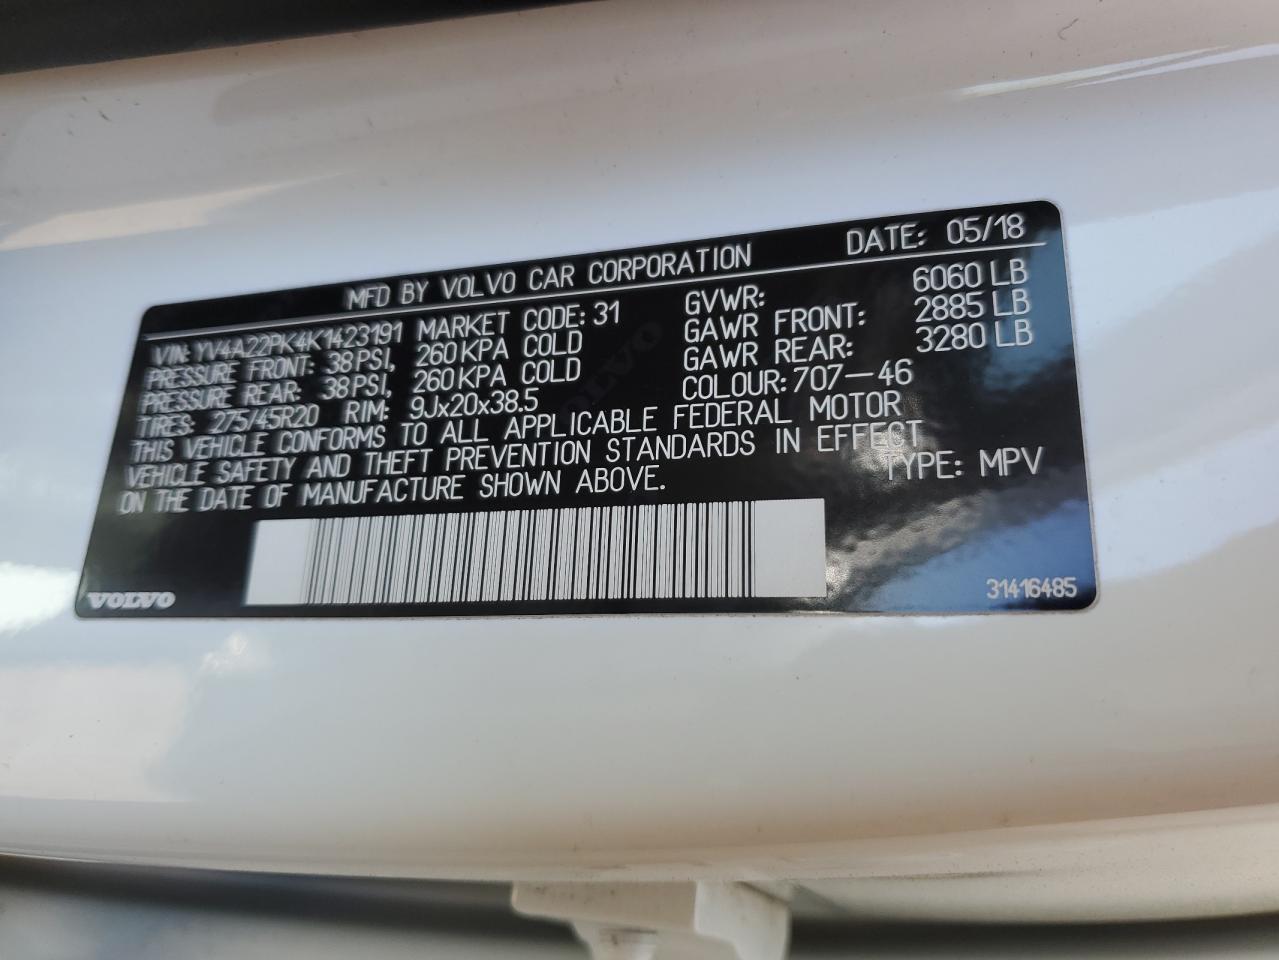 MFD BY VOLVO CAR CORPORATION DATE: 05/18
VIN: YV4A22PK4K1423191 MARKET CODE: 31 GVWR: 6060 LB
PRESSURE FRONT: 38 PSI, 260 KPA COLD GAWR FRONT: 2885 LB
PRESSURE REAR: 38 PSI, 260 KPA COLD GAWR REAR: 3280 LB
TIRES: 275/45R20 RIM: 9Jx20x38.5 COLOUR: 707-46
THIS VEHICLE CONFORMS TO ALL APPLICABLE FEDERAL MOTOR
VEHICLE SAFETY AND THEFT PREVENTION STANDARDS IN EFFECT
ON THE DATE OF MANUFACTURE SHOWN ABOVE. TYPE: MPV
VOLVO 31416485